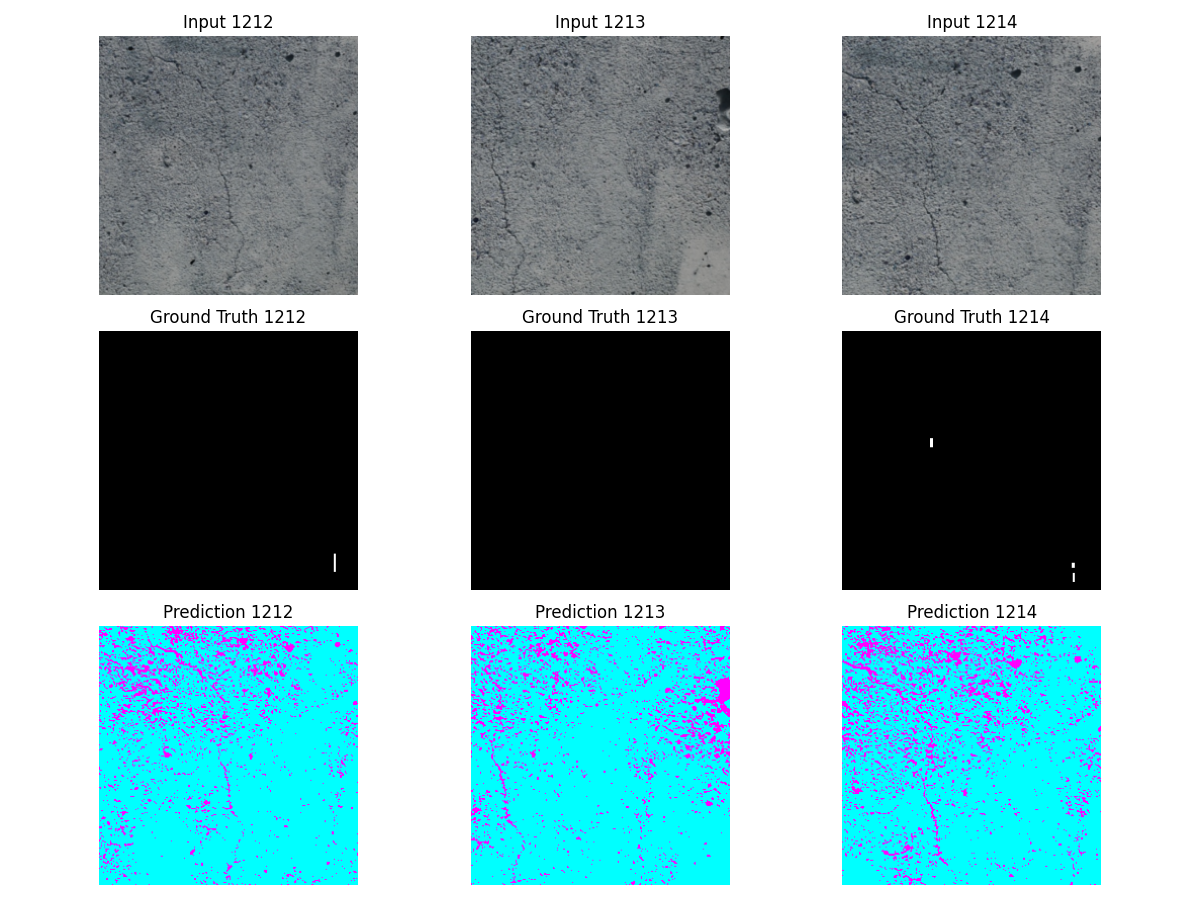 Input 1212
Input 1213
Input 1214
Ground Truth 1212
Ground Truth 1213
Ground Truth 1214
Prediction 1212
Prediction 1213
Prediction 1214